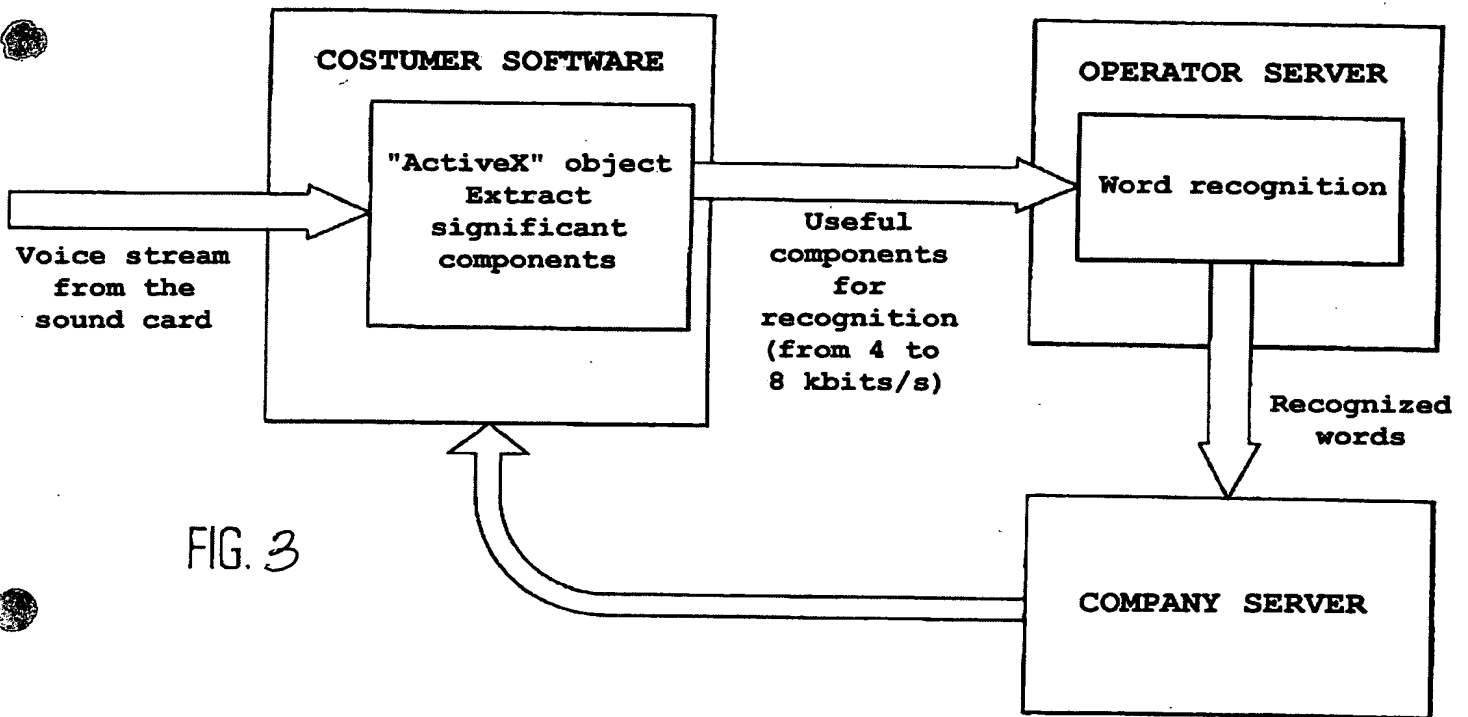 COSTUMER SOFTWARE
"ActiveX" object
Extract
significant
components
Voice stream
from the
sound card
Useful
components
for
recognition
(from 4 to
8 kbits/s)
OPERATOR SERVER
Word recognition
Recognized
words
COMPANY SERVER
FIG. 3